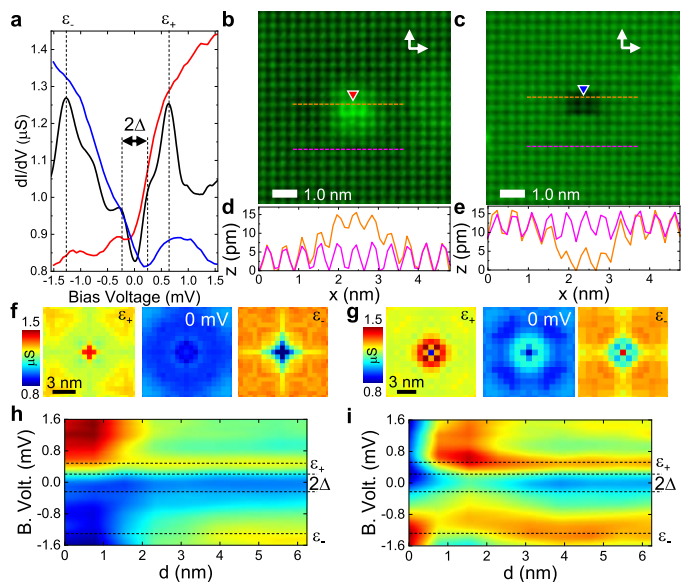 a
ε-
ε+
2Δ
dI/dV (μS)
1.4
1.3
1.2
1.1
1.0
0.9
0.8
-1.5 -1.0 -0.5 0.0 0.5 1.0 1.5
Bias Voltage (mV)
b
1.0 nm
c
1.0 nm
d
z (pm)
15
10
5
0
0 1 2 3 4
x (nm)
e
z (pm)
15
10
5
0
0 1 2 3 4
x (nm)
f
1.5
μS
0.8
ε+
3 nm
0 mV
ε-
g
1.5
μS
0.8
ε+
3 nm
0 mV
ε-
h
B. Volt. (mV)
1.6
0.8
0.0
-0.8
-1.6
0 1 2 3 4 5 6
d (nm)
ε+
2Δ
ε-
i
B. Volt. (mV)
1.6
0.8
0.0
-0.8
-1.6
0 1 2 3 4 5 6
d (nm)
ε+
2Δ
ε-